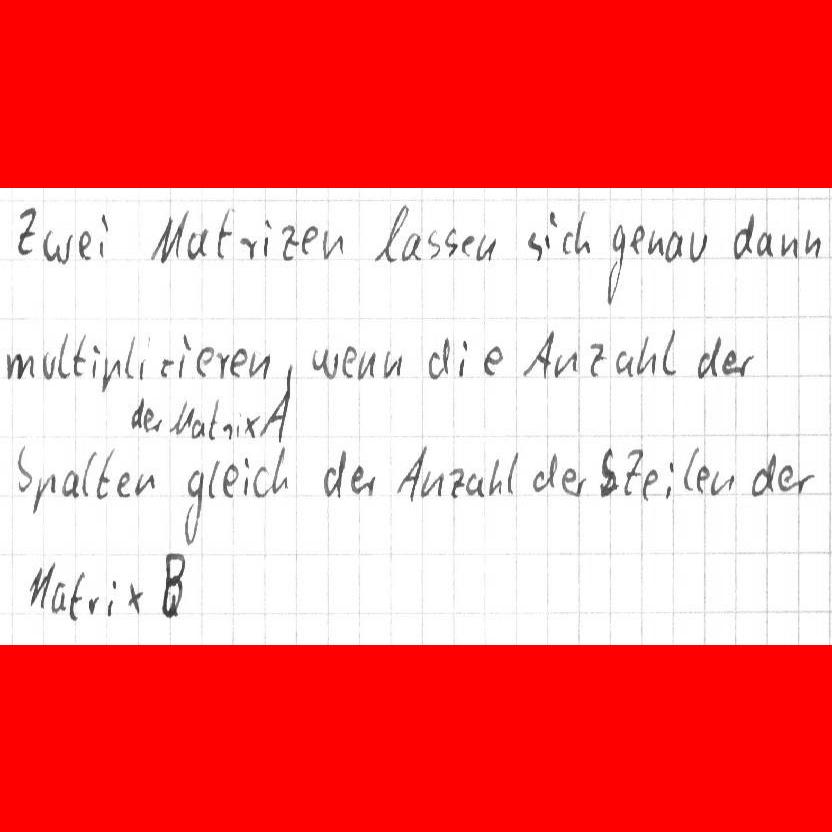 Zwei Matrizen lassen sich genau dann
multiplizieren, wenn die Anzahl der
der Matrix A
Spalten gleich der Anzahl der Zeilen der
Matrix B